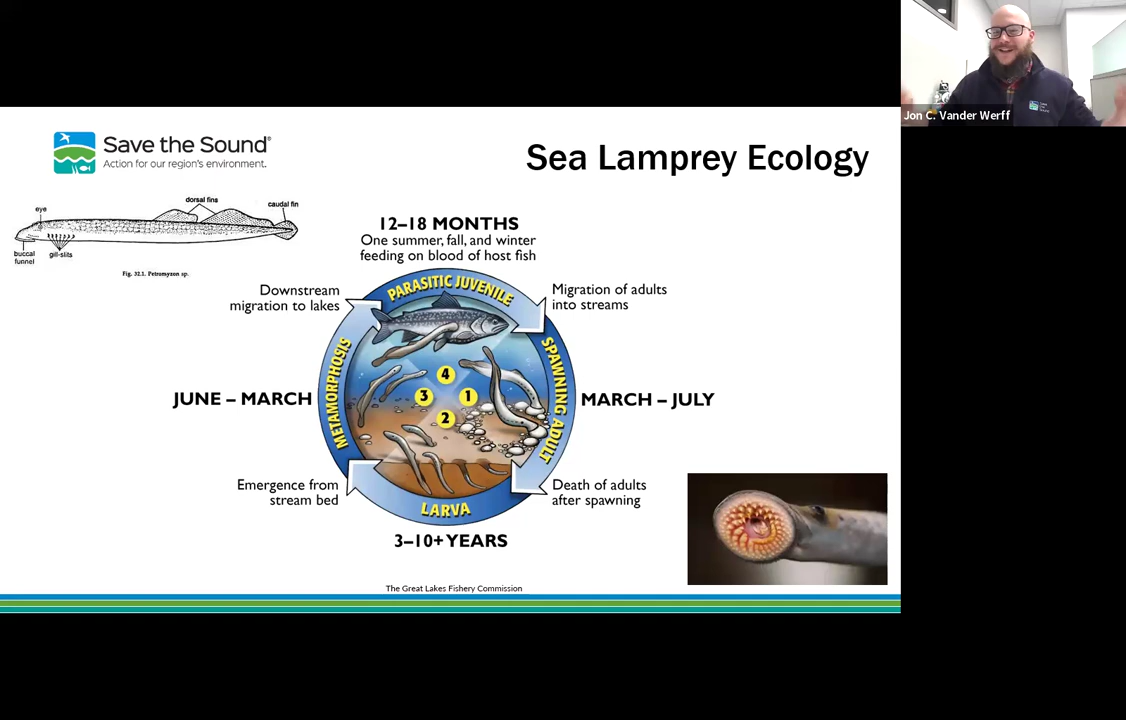 Jon C. Vander Werff
Save the Sound®
Action for our region's environment.
Sea Lamprey Ecology
dorsal fins
caudal fin
eye
buccal
funnel
gill-slits
Fig. 32.1. Petromyzon sp.
12–18 MONTHS
One summer, fall, and winter
feeding on blood of host fish
Downstream
migration to lakes
PARASITIC JUVENILE
Migration of adults
into streams
METAMORPHOSIS
SPAWNING ADULT
4
3
1
2
JUNE – MARCH
MARCH – JULY
Emergence from
stream bed
LARVA
Death of adults
after spawning
3–10+ YEARS
The Great Lakes Fishery Commission